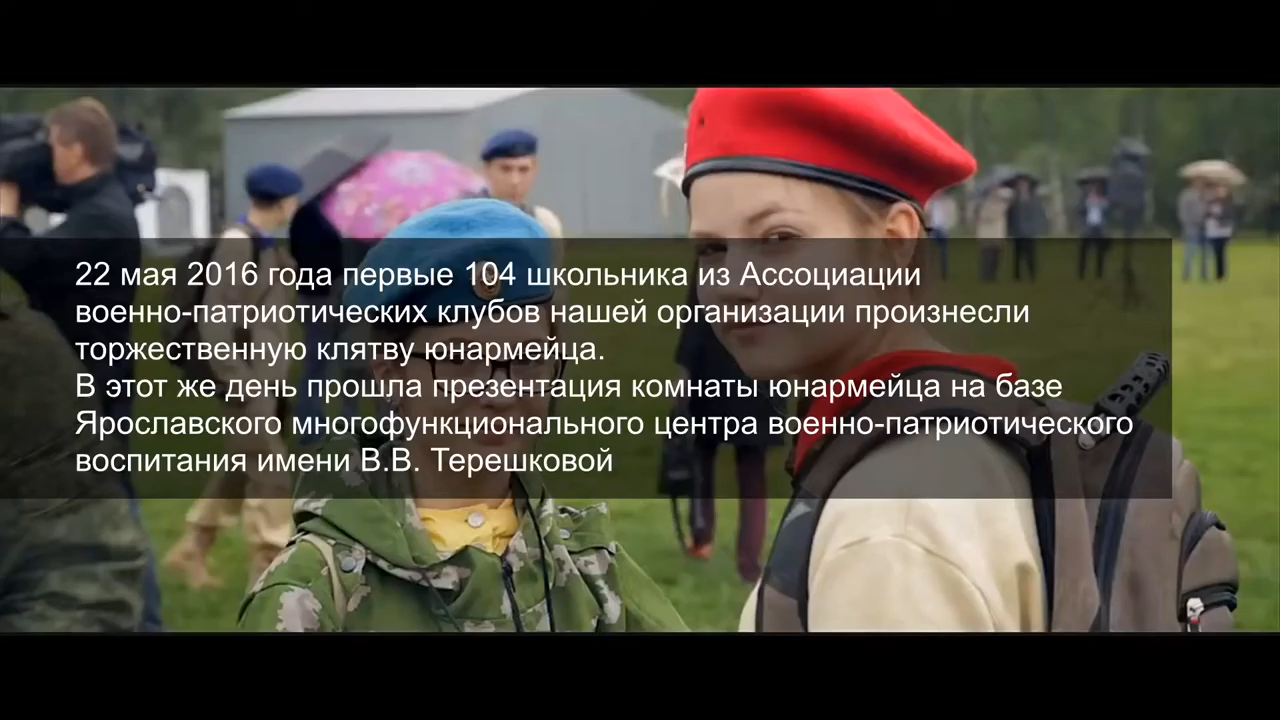 22 мая 2016 года первые 104 школьника из Ассоциации
военно-патриотических клубов нашей организации произнесли
торжественную клятву юнармейца.
В этот же день прошла презентация комнаты юнармейца на базе
Ярославского многофункционального центра военно-патриотического
воспитания имени В.В. Терешковой